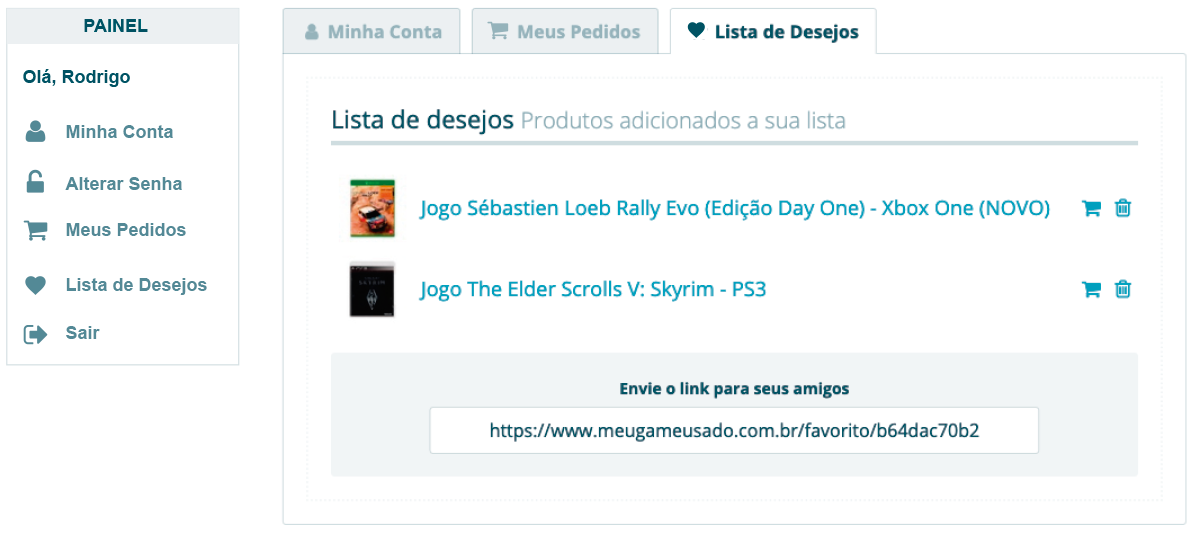 PAINEL
Olá, Rodrigo
Minha Conta
Alterar Senha
Meus Pedidos
Lista de Desejos
Sair
Minha Conta
Meus Pedidos
Lista de Desejos
Lista de desejos Produtos adicionados a sua lista
Jogo Sébastien Loeb Rally Evo (Edição Day One) - Xbox One (NOVO)
SKYRIM
Jogo The Elder Scrolls V: Skyrim - PS3
Envie o link para seus amigos
https://www.meugameusado.com.br/favorito/b64dac70b2